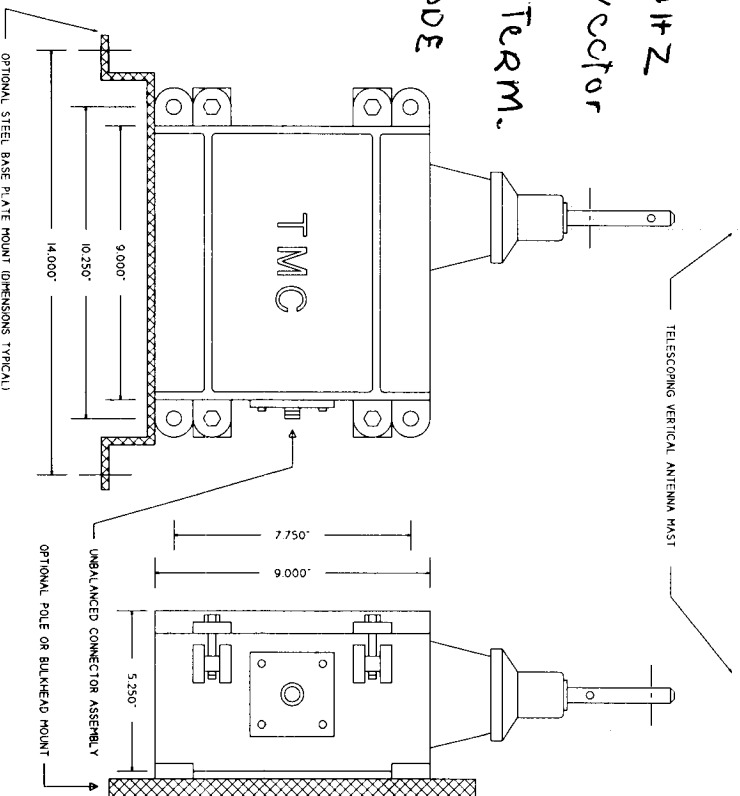 HZ
TERM.
TELESCOPING VERTICAL ANTENNA MAST
TMC
9.000"
10.250"
14.000"
OPTIONAL STEEL BASE PLATE MOUNT (DIMENSIONS TYPICAL)
7.750"
9.000"
5.250"
UNBALANCED CONNECTOR ASSEMBLY
OPTIONAL POLE OR BULKHEAD MOUNT